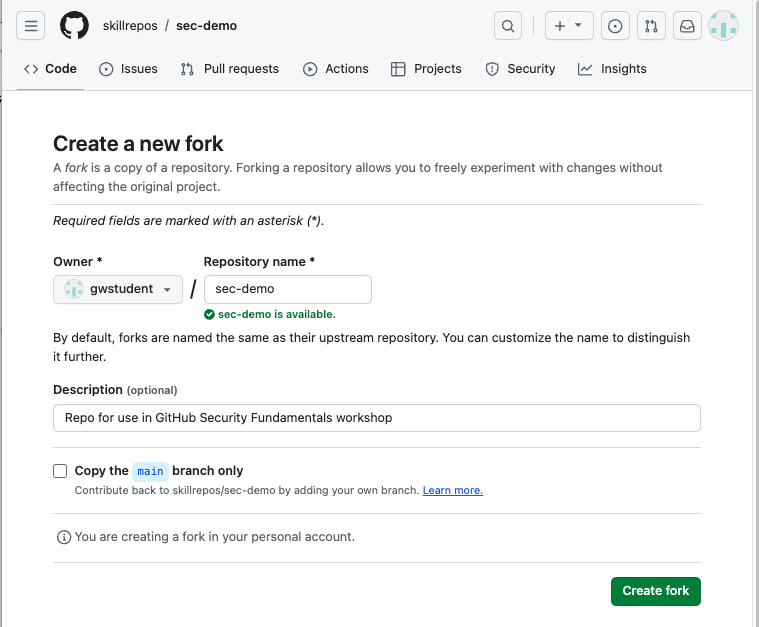 skillrepos / sec-demo
Code Issues Pull requests Actions Projects Security Insights
Create a new fork
A fork is a copy of a repository. Forking a repository allows you to freely experiment with changes without
affecting the original project.
Required fields are marked with an asterisk (*).
Owner * Repository name *
gwstudent / sec-demo
sec-demo is available.
By default, forks are named the same as their upstream repository. You can customize the name to distinguish
it further.
Description (optional)
Repo for use in GitHub Security Fundamentals workshop
Copy the main branch only
Contribute back to skillrepos/sec-demo by adding your own branch. Learn more.
You are creating a fork in your personal account.
Create fork